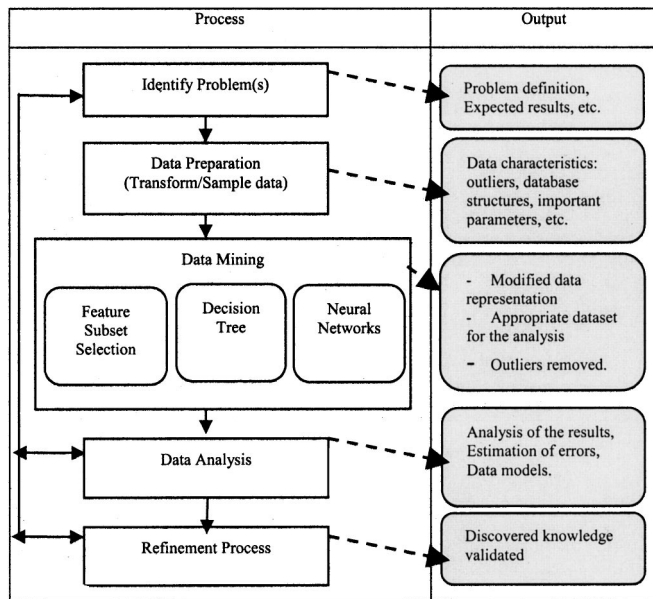 Process
Output
Identify Problem(s)
Problem definition,
Expected results, etc.
Data Preparation
(Transform/Sample data)
Data characteristics:
outliers, database
structures, important
parameters, etc.
Data Mining
Feature
Subset
Selection
Decision
Tree
Neural
Networks
- Modified data
representation
- Appropriate dataset
for the analysis
- Outliers removed.
Data Analysis
Analysis of the results,
Estimation of errors,
Data models.
Refinement Process
Discovered knowledge
validated